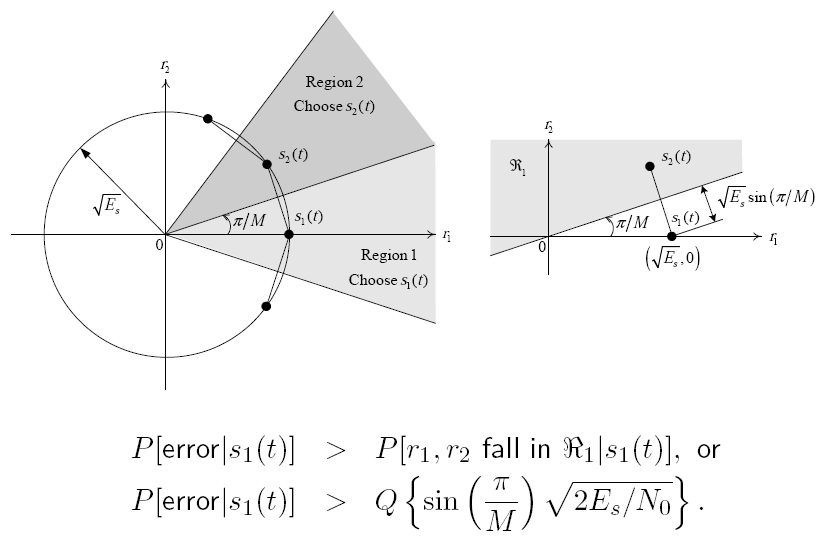 r₂
Region 2
Choose s₂(t)
s₂(t)
√Eₛ
π/M
s₁(t)
0
r₁
Region 1
Choose s₁(t)
r₂
ℜ₁
s₂(t)
√Eₛ sin(π/M)
π/M
s₁(t)
0
r₁
(√Eₛ, 0)
P[error|s₁(t)] > P[r₁, r₂ fall in ℜ₁|s₁(t)], or
P[error|s₁(t)] > Q{sin(π/M)√(2Eₛ/N₀)}.